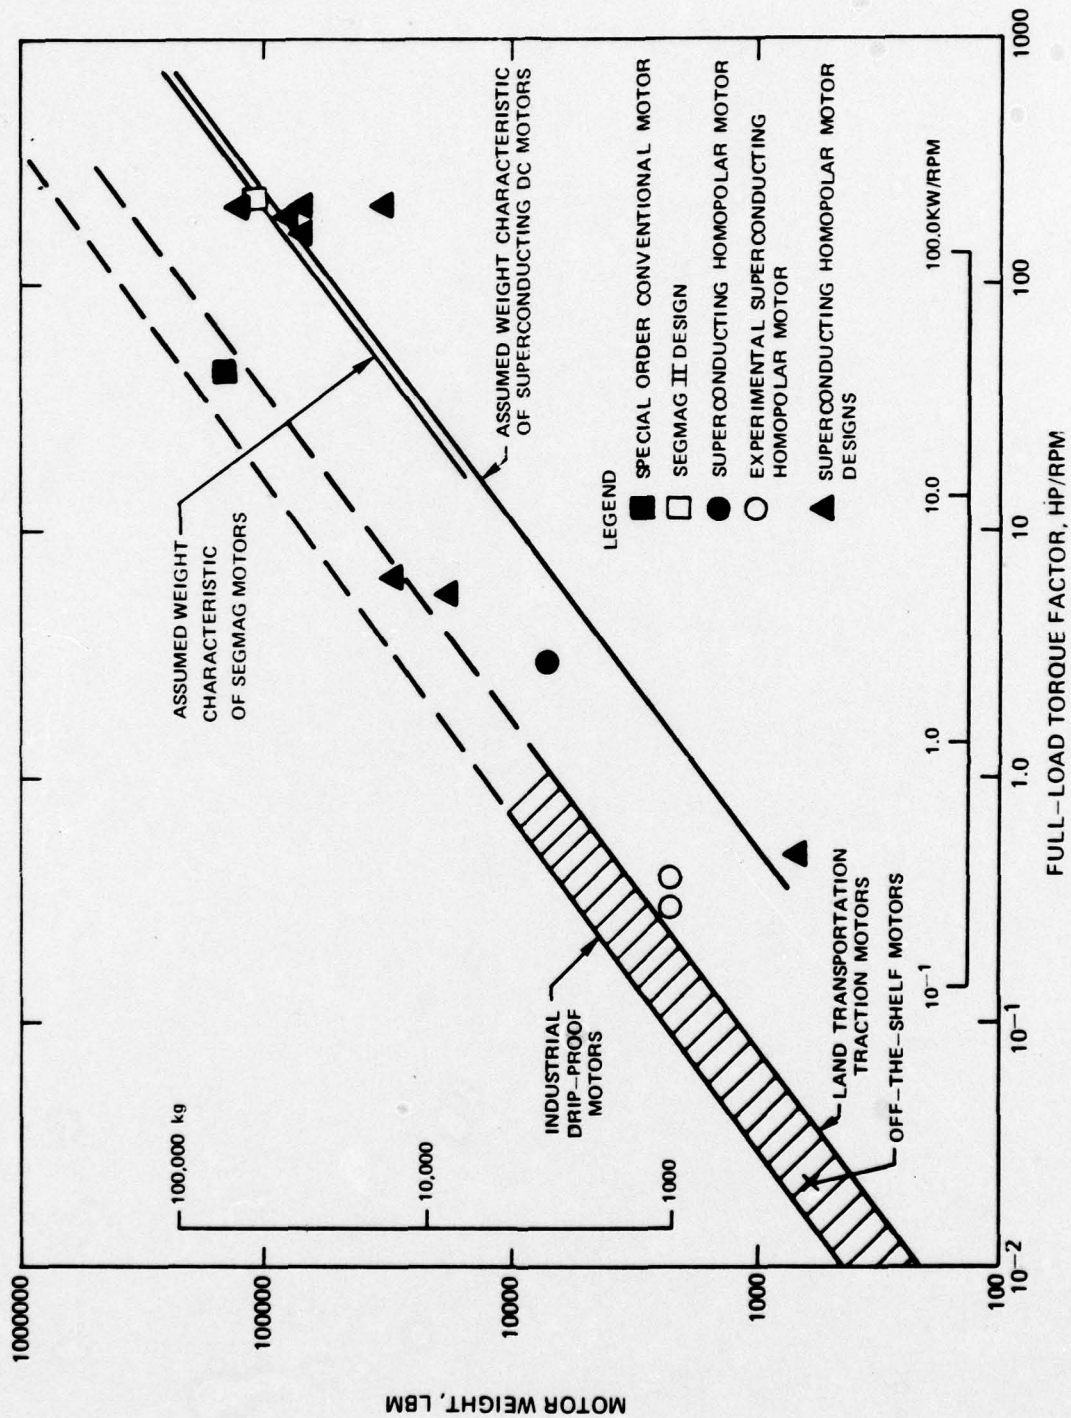 MOTOR WEIGHT, LBM
1000000
100000
10000
1000
100
100,000 kg
10,000
1000
ASSUMED WEIGHT
CHARACTERISTIC
OF SEGMAG MOTORS
ASSUMED WEIGHT CHARACTERISTIC
OF SUPERCONDUCTING DC MOTORS
INDUSTRIAL
DRIP-PROOF
MOTORS
LAND TRANSPORTATION
TRACTION MOTORS
OFF-THE-SHELF MOTORS
LEGEND
SPECIAL ORDER CONVENTIONAL MOTOR
SEGMAG II DESIGN
SUPERCONDUCTING HOMOPOLAR MOTOR
EXPERIMENTAL SUPERCONDUCTING
HOMOPOLAR MOTOR
SUPERCONDUCTING HOMOPOLAR MOTOR
DESIGNS
10⁻¹
1.0
10.0
100.0KW/RPM
10⁻²
10⁻¹
1.0
10
100
1000
FULL-LOAD TORQUE FACTOR, HP/RPM